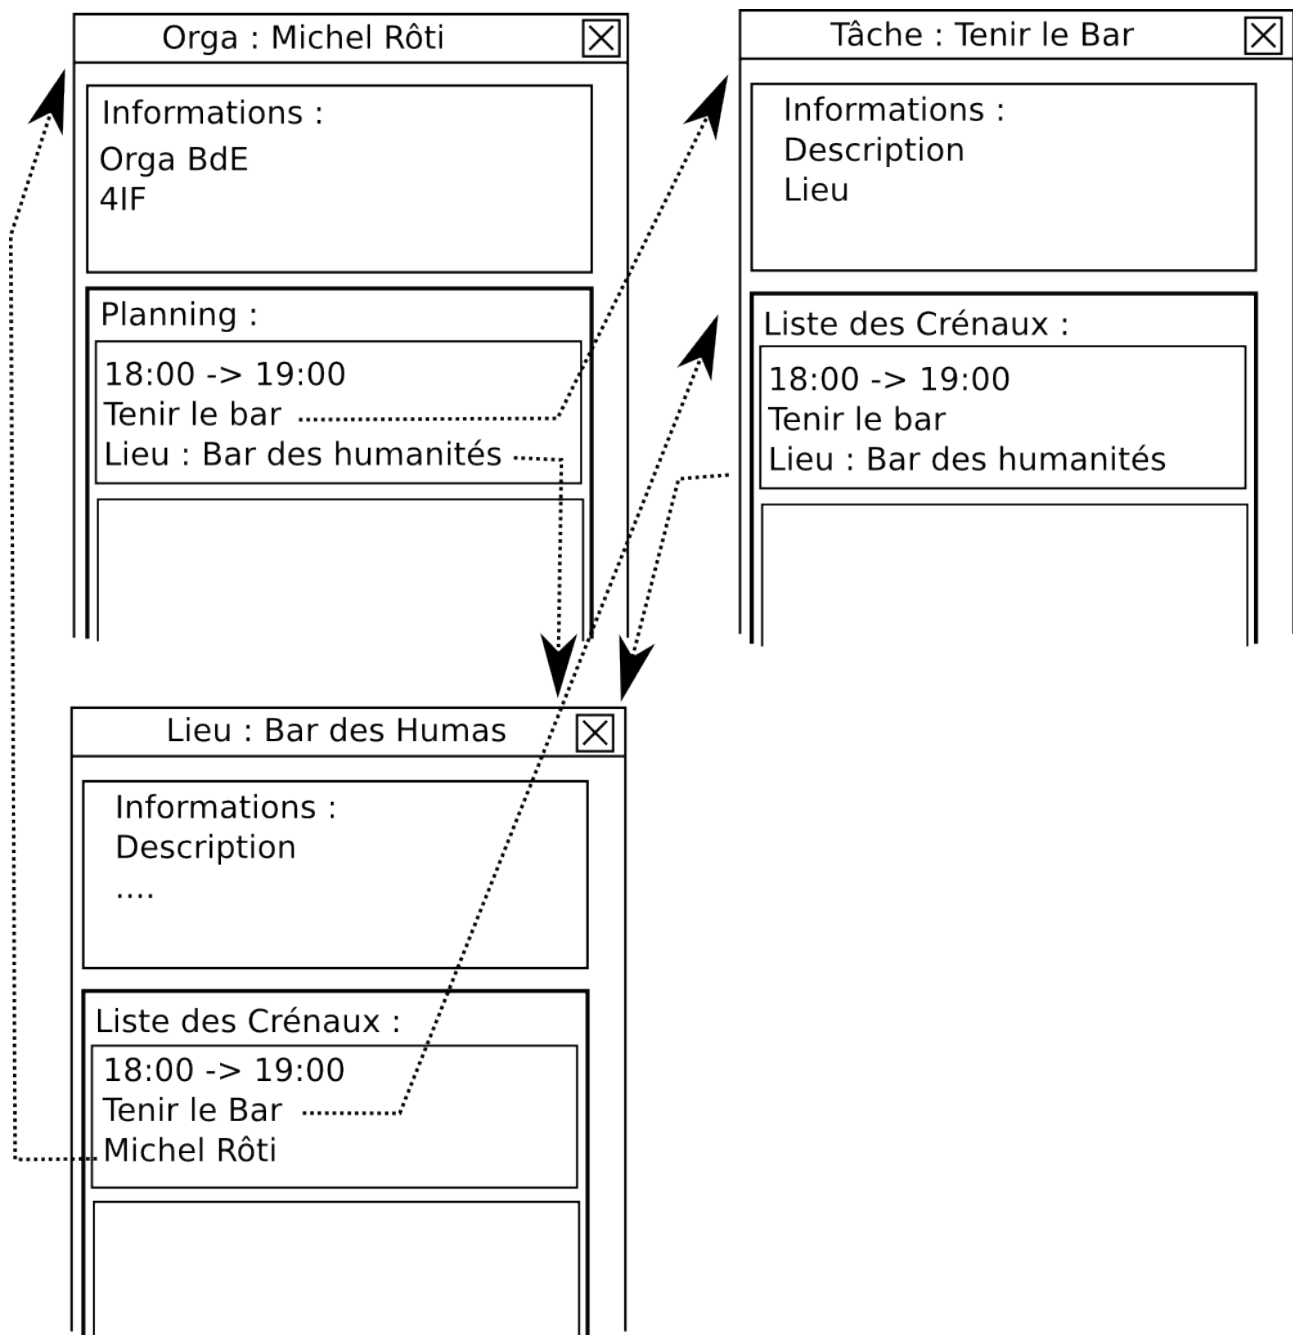 Orga : Michel Rôti
Informations :
Orga BdE
4IF
Planning :
18:00 -> 19:00
Tenir le bar
Lieu : Bar des humanités
Tâche : Tenir le Bar
Informations :
Description
Lieu
Liste des Crénaux :
18:00 -> 19:00
Tenir le bar
Lieu : Bar des humanités
Lieu : Bar des Humas
Informations :
Description
....
Liste des Crénaux :
18:00 -> 19:00
Tenir le Bar
Michel Rôti